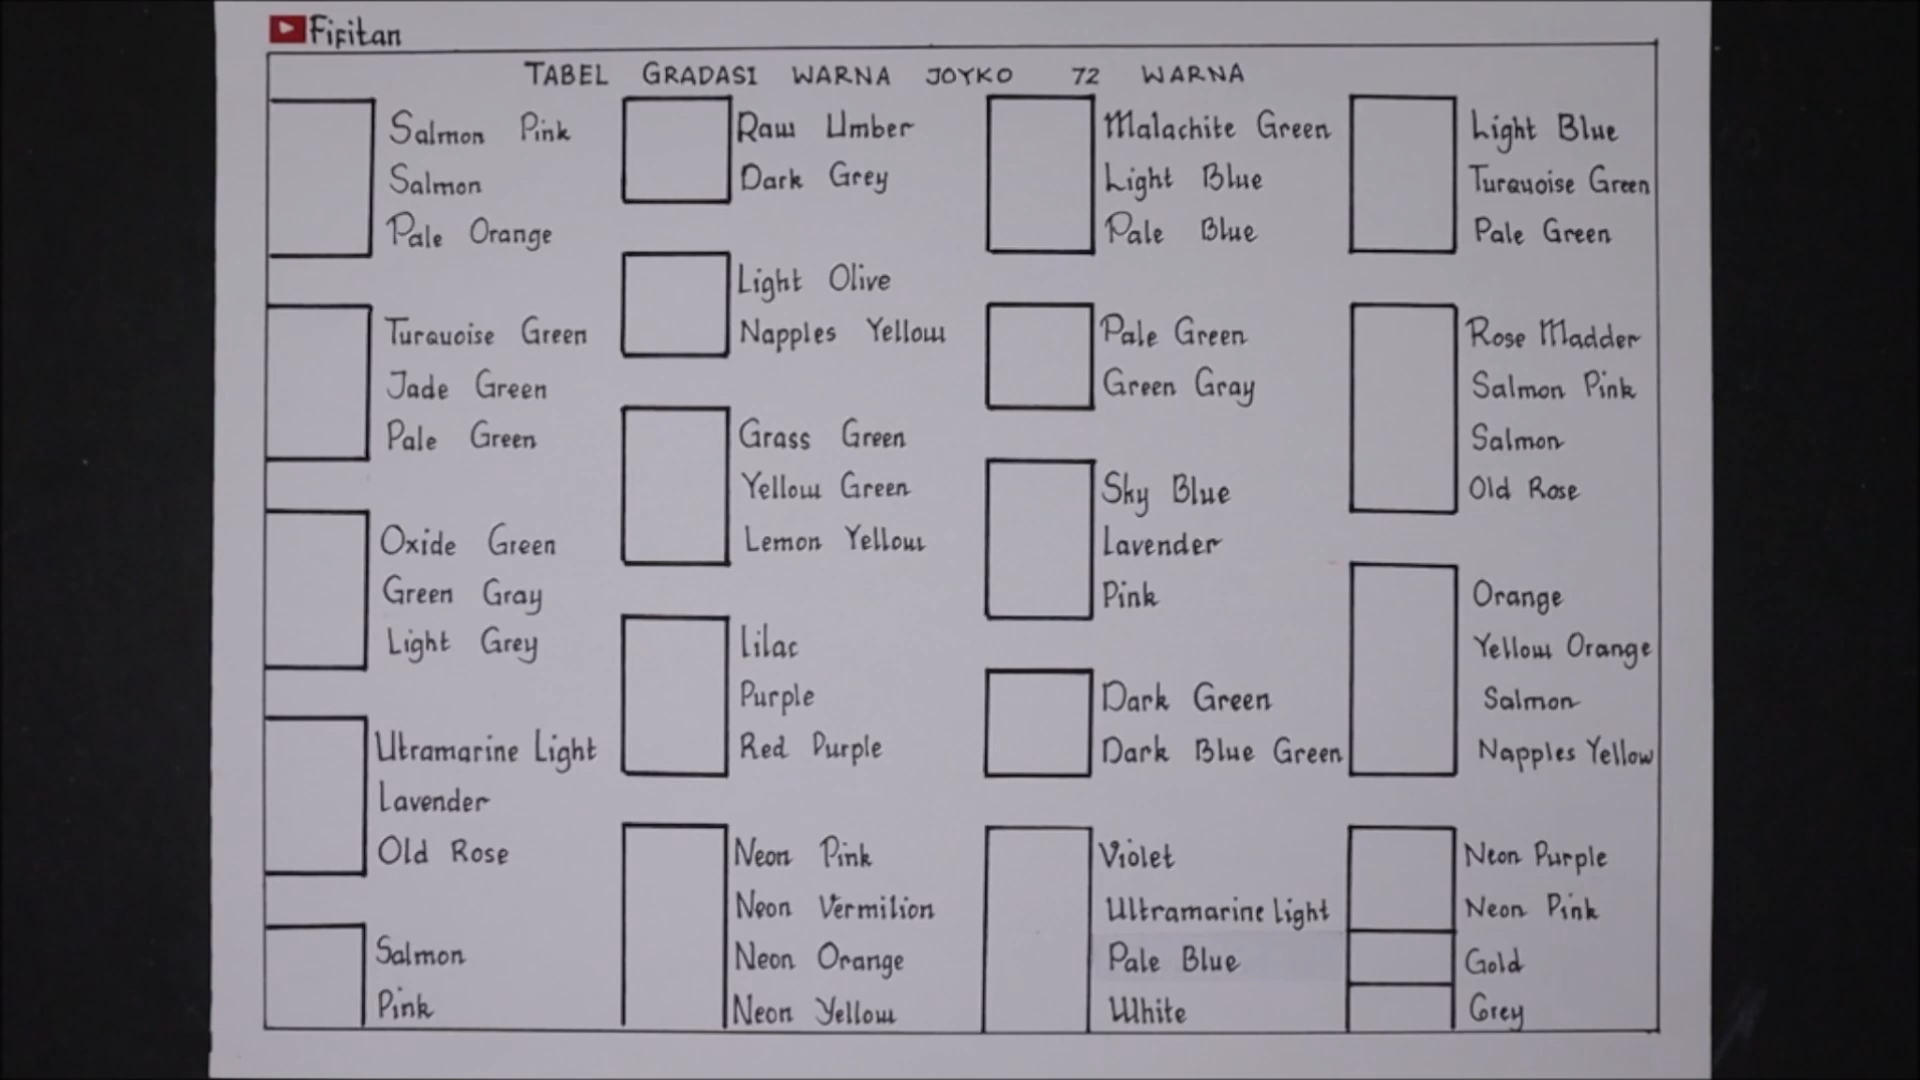 Fifitan
TABEL GRADASI WARNA JOYKO 72 WARNA
Salmon Pink
Salmon
Pale Orange
Turquoise Green
Jade Green
Pale Green
Oxide Green
Green Gray
Light Grey
Utramarine Light
Lavender
Old Rose
Salmon
Pink
Raw Umber
Dark Grey
Light Olive
Napples Yellow
Grass Green
Yellow Green
Lemon Yellow
Lilac
Purple
Red Purple
Neon Pink
Neon Vermilion
Neon Orange
Neon Yellow
Malachite Green
Light Blue
Pale Blue
Pale Green
Green Gray
Sky Blue
Lavender
Pink
Dark Green
Dark Blue Green
Violet
Ultramarine Light
Pale Blue
White
Light Blue
Turquoise Green
Pale Green
Rose Madder
Salmon Pink
Salmon
Old Rose
Orange
Yellow Orange
Salmon
Napples Yellow
Neon Purple
Neon Pink
Gold
Grey